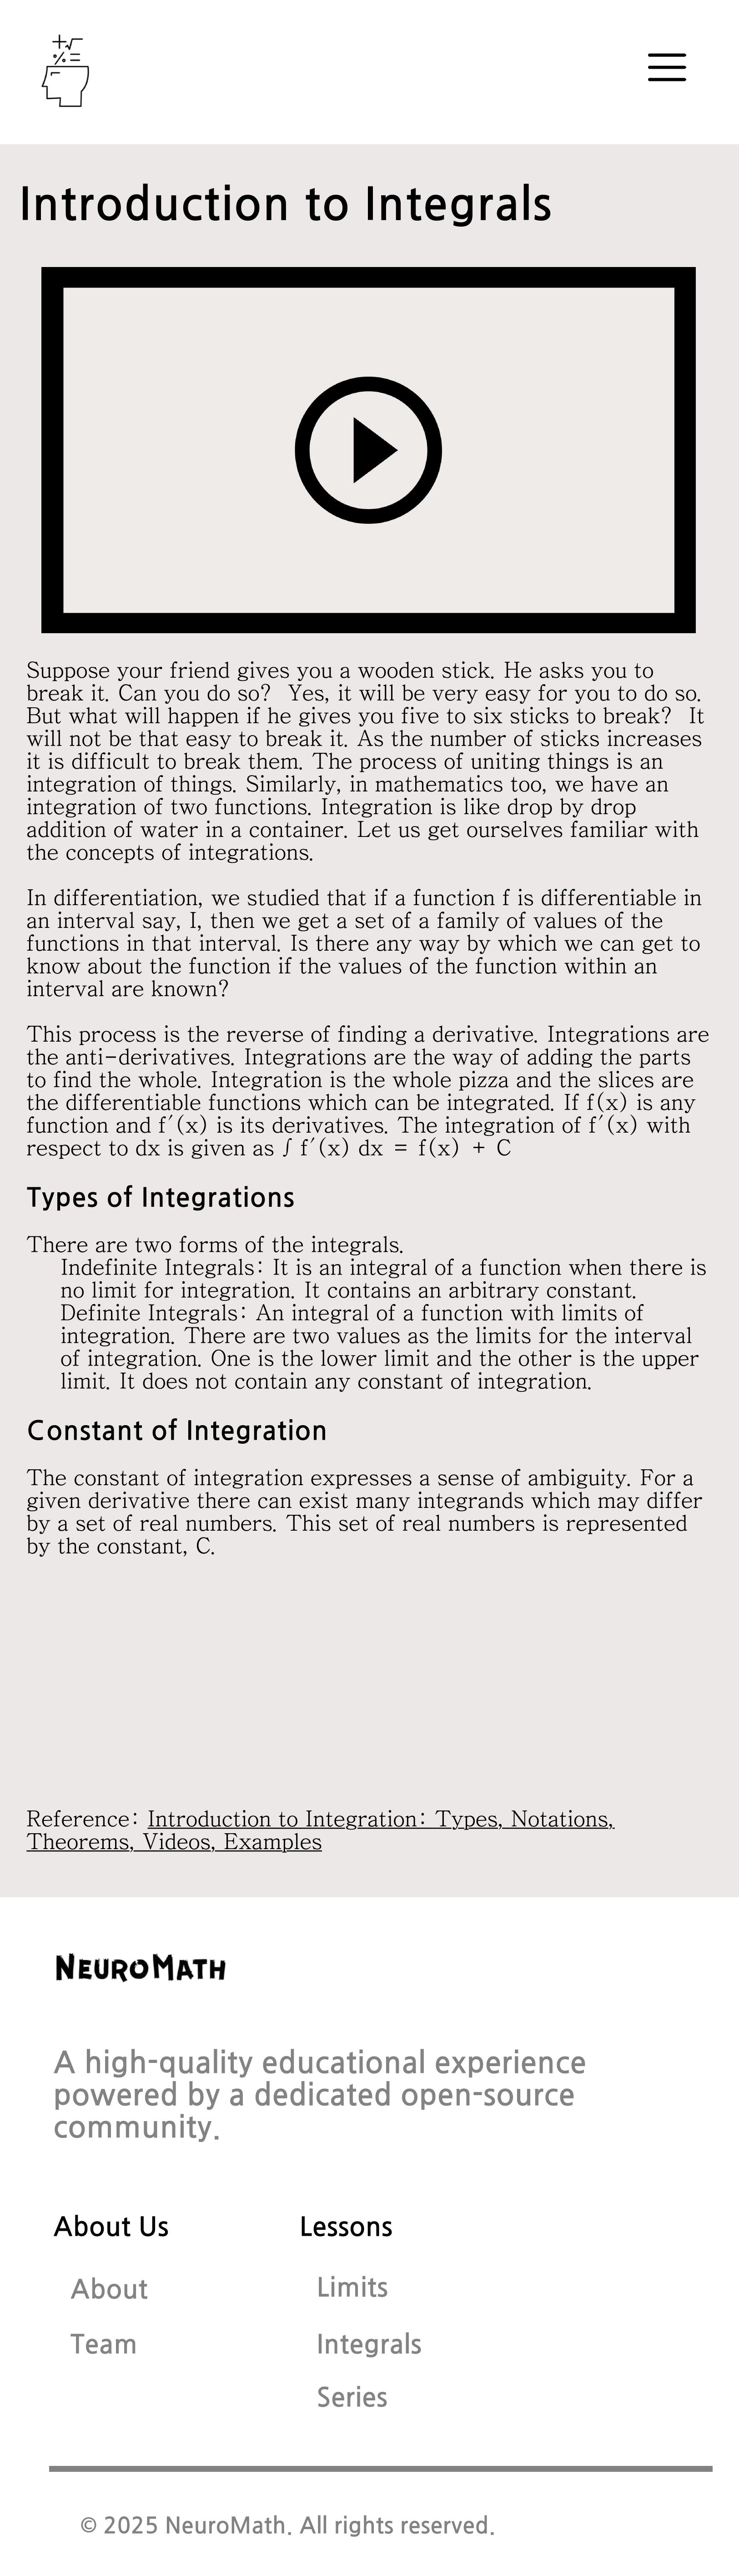 Introduction to Integrals
Suppose your friend gives you a wooden stick. He asks you to
break it. Can you do so?  Yes, it will be very easy for you to do so.
But what will happen if he gives you five to six sticks to break?  It
will not be that easy to break it. As the number of sticks increases
it is difficult to break them. The process of uniting things is an
integration of things. Similarly, in mathematics too, we have an
integration of two functions. Integration is like drop by drop
addition of water in a container. Let us get ourselves familiar with
the concepts of integrations.
In differentiation, we studied that if a function f is differentiable in
an interval say, I, then we get a set of a family of values of the
functions in that interval. Is there any way by which we can get to
know about the function if the values of the function within an
interval are known?
This process is the reverse of finding a derivative. Integrations are
the anti-derivatives. Integrations are the way of adding the parts
to find the whole. Integration is the whole pizza and the slices are
the differentiable functions which can be integrated. If f(x) is any
function and f′(x) is its derivatives. The integration of f′(x) with
respect to dx is given as ∫ f′(x) dx = f(x) + C
Types of Integrations
There are two forms of the integrals.
Indefinite Integrals: It is an integral of a function when there is
no limit for integration. It contains an arbitrary constant.
Definite Integrals: An integral of a function with limits of
integration. There are two values as the limits for the interval
of integration. One is the lower limit and the other is the upper
limit. It does not contain any constant of integration.
Constant of Integration
The constant of integration expresses a sense of ambiguity. For a
given derivative there can exist many integrands which may differ
by a set of real numbers. This set of real numbers is represented
by the constant, C.
Reference: Introduction to Integration: Types, Notations,
Theorems, Videos, Examples
NEUROMATH
A high-quality educational experience
powered by a dedicated open-source
community.
About Us
About
Team
Lessons
Limits
Integrals
Series
© 2025 NeuroMath. All rights reserved.